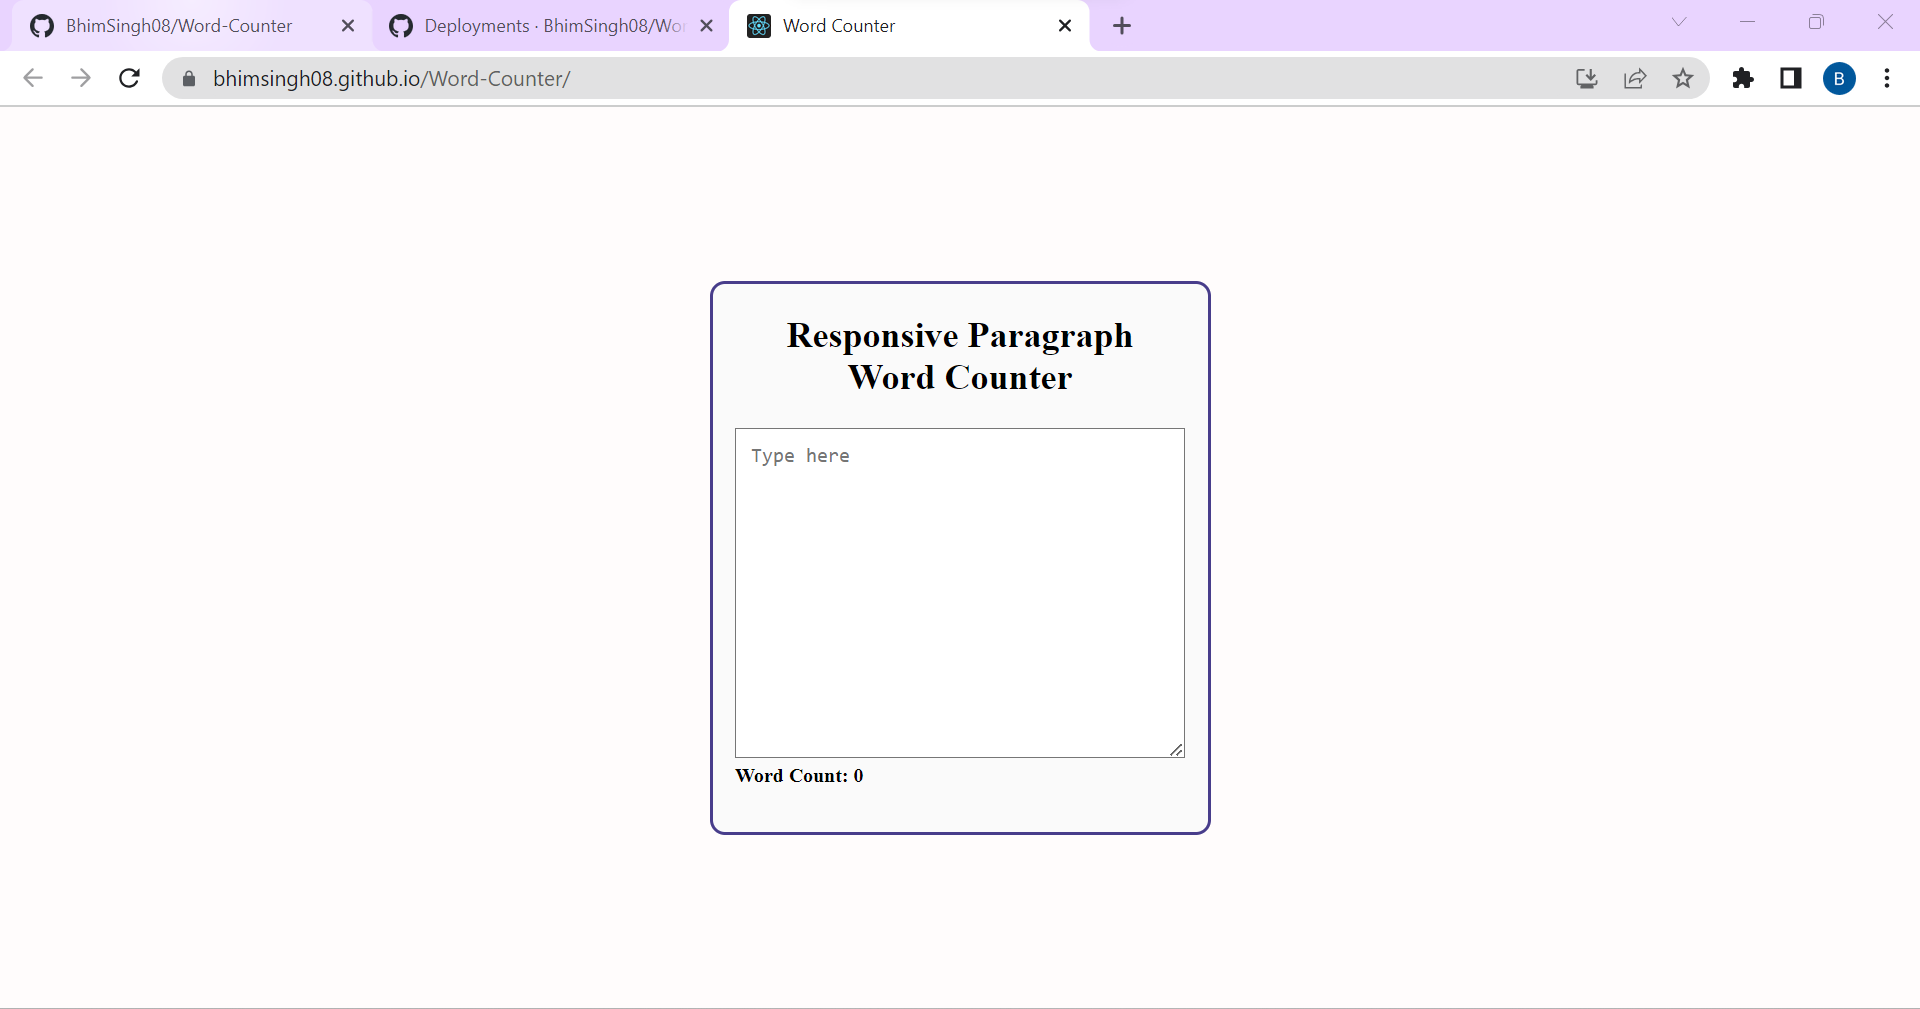 BhimSingh08/Word-Counter
Deployments · BhimSingh08/Wor
Word Counter
bhimsingh08.github.io/Word-Counter/
B
Responsive Paragraph
Word Counter
Type here
Word Count: 0